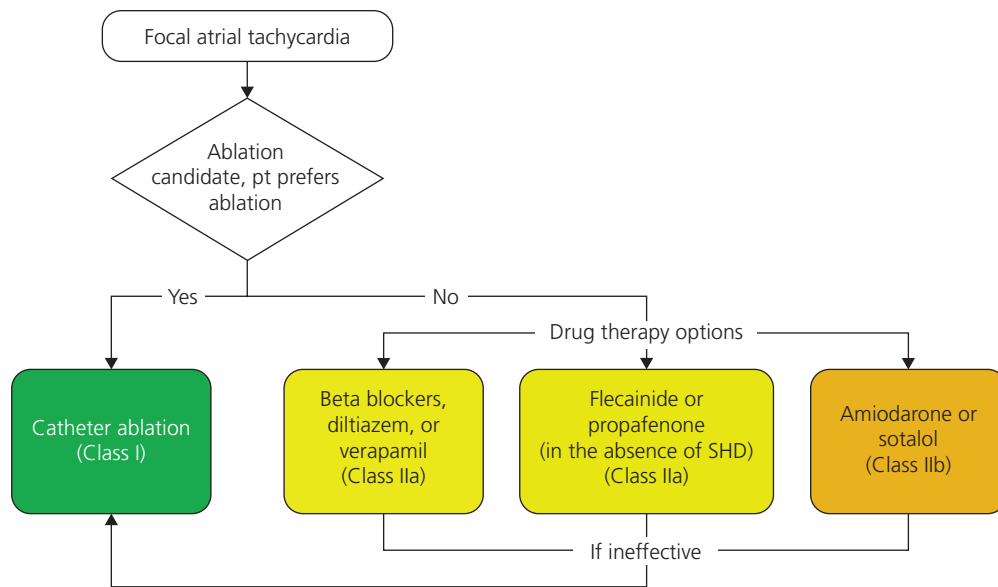 Focal atrial tachycardia
Ablation
candidate, pt prefers
ablation
Yes
No
Drug therapy options
Catheter ablation
(Class I)
Beta blockers,
diltiazem, or
verapamil
(Class IIa)
Flecainide or
propafenone
(in the absence of SHD)
(Class IIa)
Amiodarone or
sotalol
(Class IIb)
If ineffective